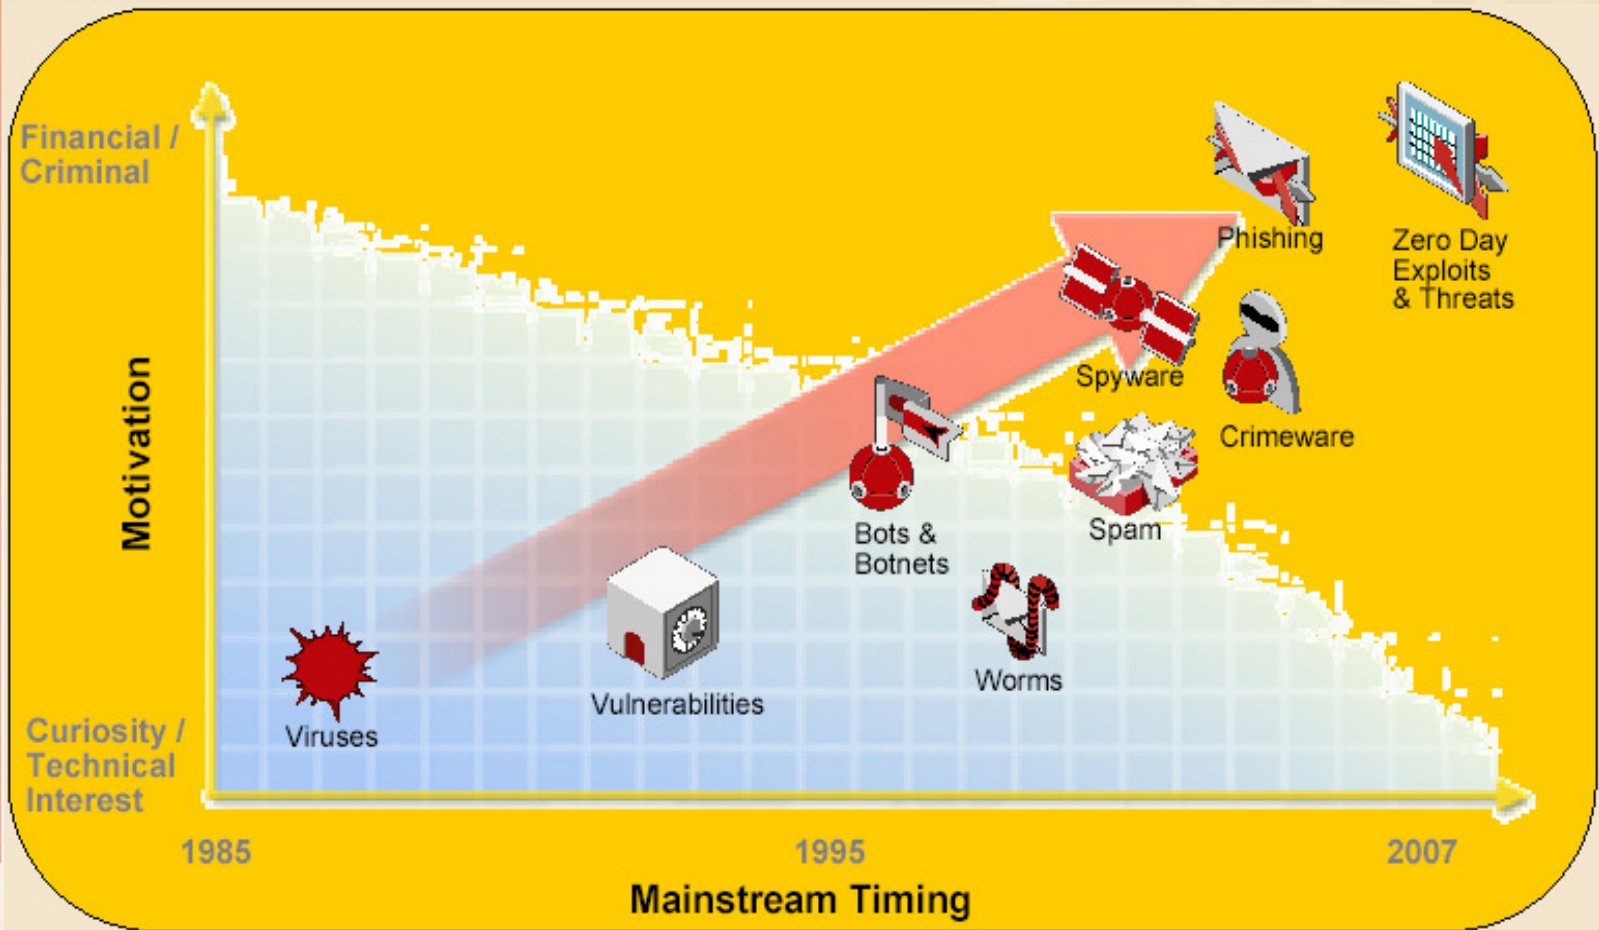 Financial /
Criminal
Phishing
Zero Day
Exploits
& Threats
Spyware
Crimeware
Motivation
Bots &
Botnets
Spam
Worms
Vulnerabilities
Viruses
Curiosity /
Technical
Interest
1985
1995
2007
Mainstream Timing